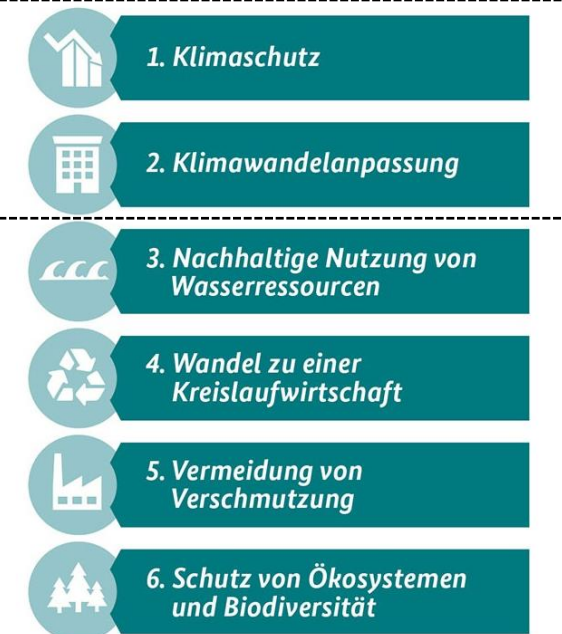 1. Klimaschutz
2. Klimawandelanpassung
3. Nachhaltige Nutzung von
Wasserressourcen
4. Wandel zu einer
Kreislaufwirtschaft
5. Vermeidung von
Verschmutzung
6. Schutz von Ökosystemen
und Biodiversität